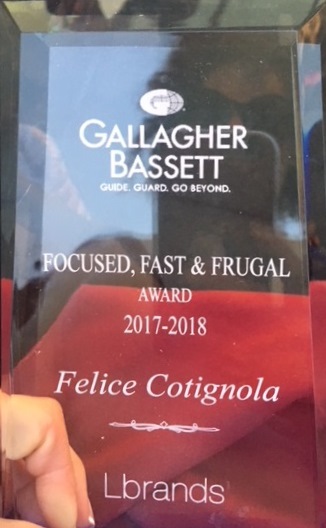 GALLAGHER
BASSETT
GUIDE. GUARD. GO BEYOND.
FOCUSED, FAST & FRUGAL
AWARD
2017-2018
Felice Cotignola
Lbrands